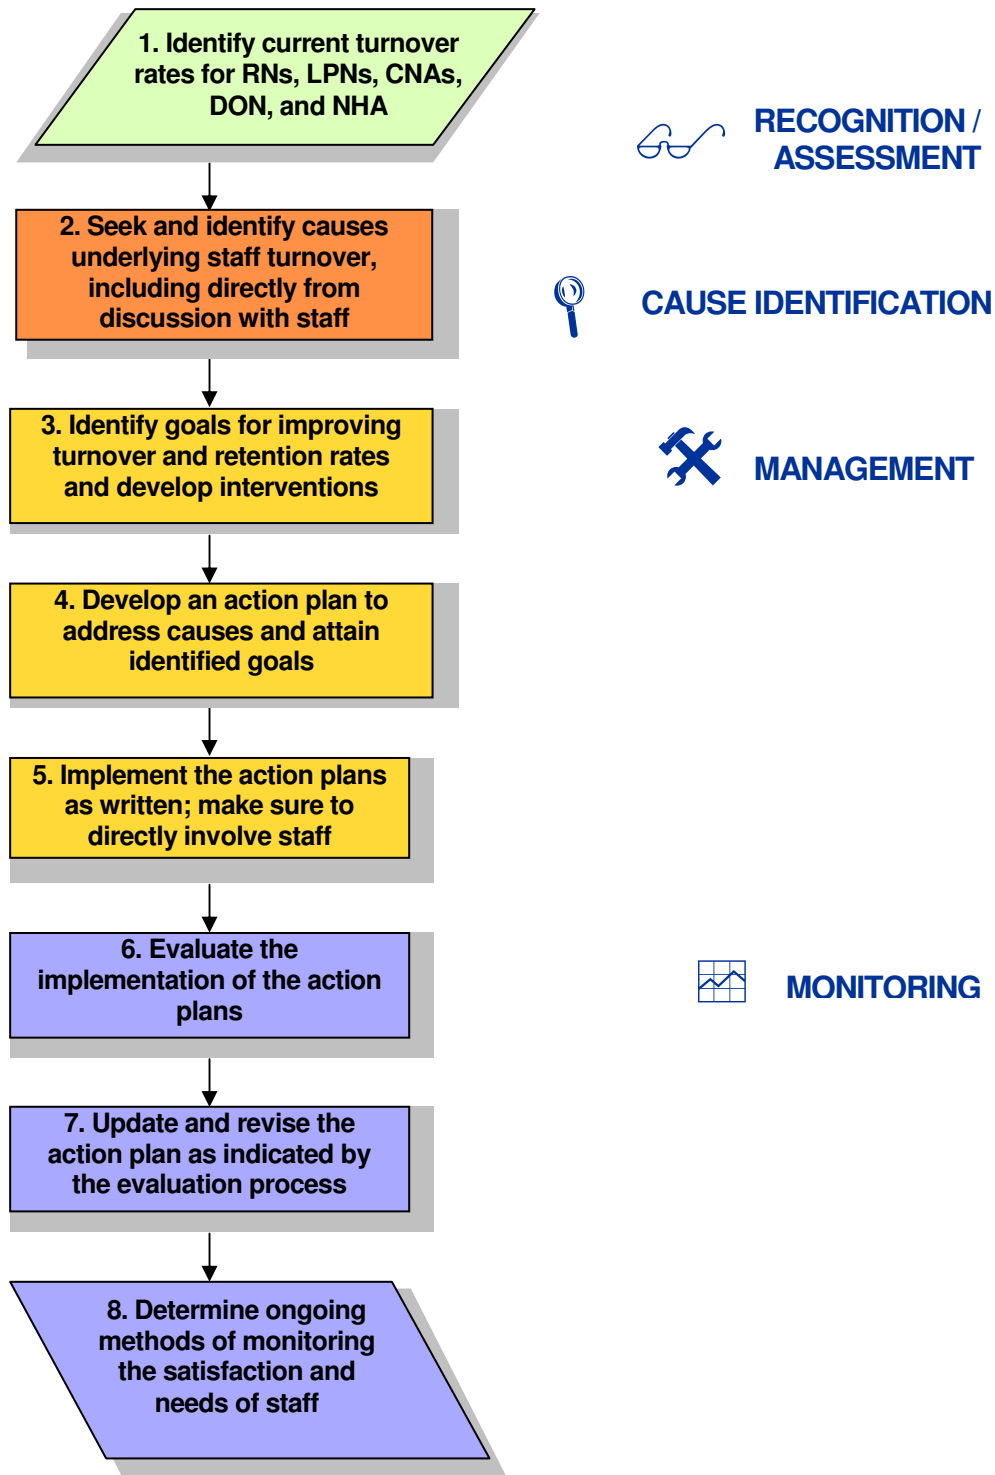 1. Identify current turnover
rates for RNs, LPNs, CNAs,
DON, and NHA
RECOGNITION /
ASSESSMENT
2. Seek and identify causes
underlying staff turnover,
including directly from
discussion with staff
CAUSE IDENTIFICATION
3. Identify goals for improving
turnover and retention rates
and develop interventions
MANAGEMENT
4. Develop an action plan to
address causes and attain
identified goals
5. Implement the action plans
as written; make sure to
directly involve staff
6. Evaluate the
implementation of the action
plans
MONITORING
7. Update and revise the
action plan as indicated by
the evaluation process
8. Determine ongoing
methods of monitoring
the satisfaction and
needs of staff